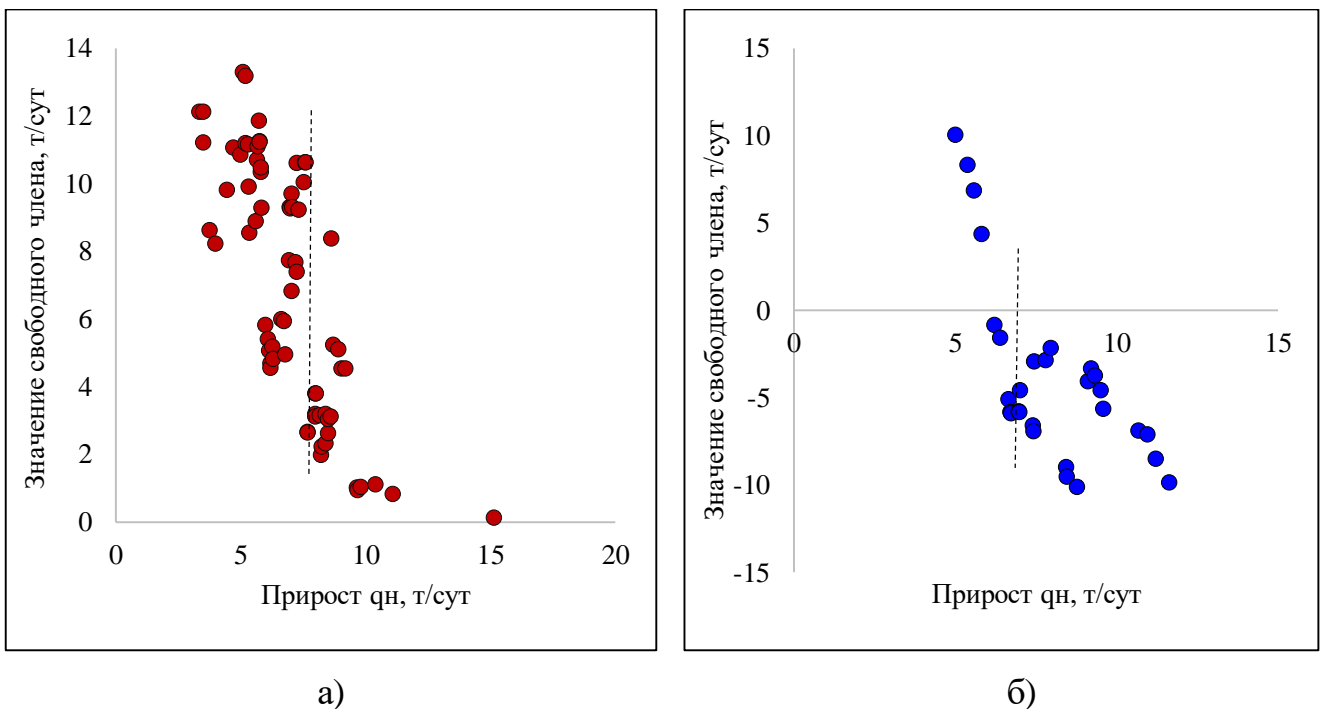 Значение свободного члена, т/сут
14
12
10
8
6
4
2
0
0 5 10 15 20
Прирост qн, т/сут
а)
Значение свободного члена, т/сут
15
10
5
0
-5
-10
-15
0 5 10 15
Прирост qн, т/сут
б)